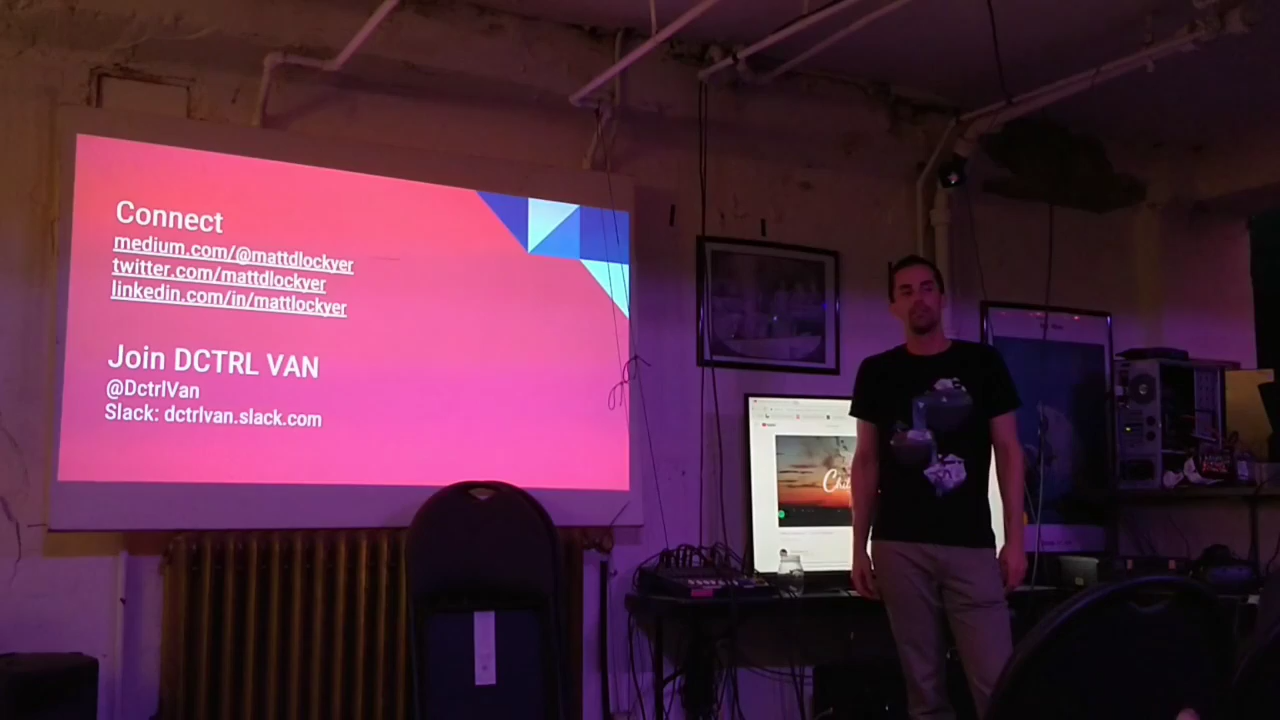 Connect
medium.com/@mattdlockyer
twitter.com/mattdlockyer
linkedin.com/in/mattlockyer
Join DCTRL VAN
@DctrlVan
Slack: dctrlvan.slack.com